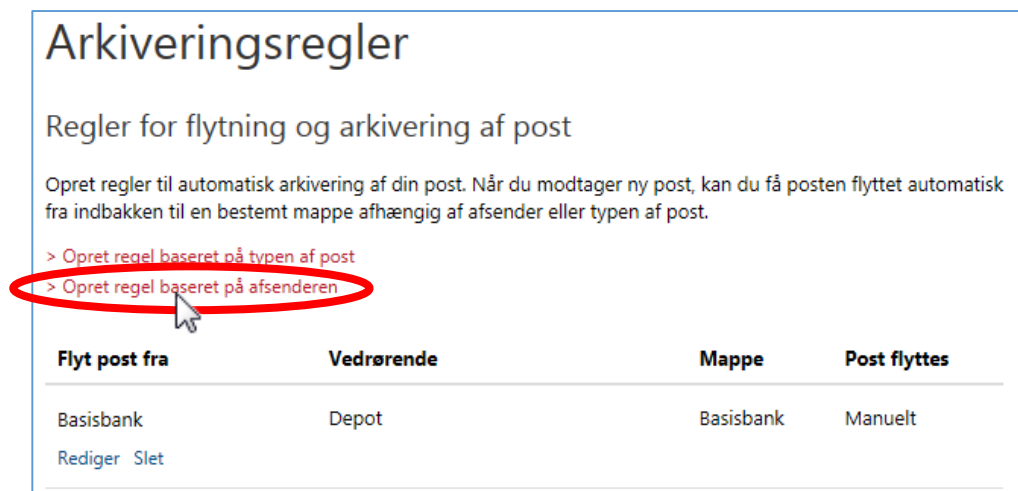 Arkiveringsregler
Regler for flytning og arkivering af post
Opret regler til automatisk arkivering af din post. Når du modtager ny post, kan du få posten flyttet automatisk
fra indbakken til en bestemt mappe afhængig af afsender eller typen af post.
> Opret regel baseret på typen af post
> Opret regel baseret på afsenderen
Flyt post fra Vedrørende Mappe Post flyttes
Basisbank Depot Basisbank Manuelt
Rediger Slet